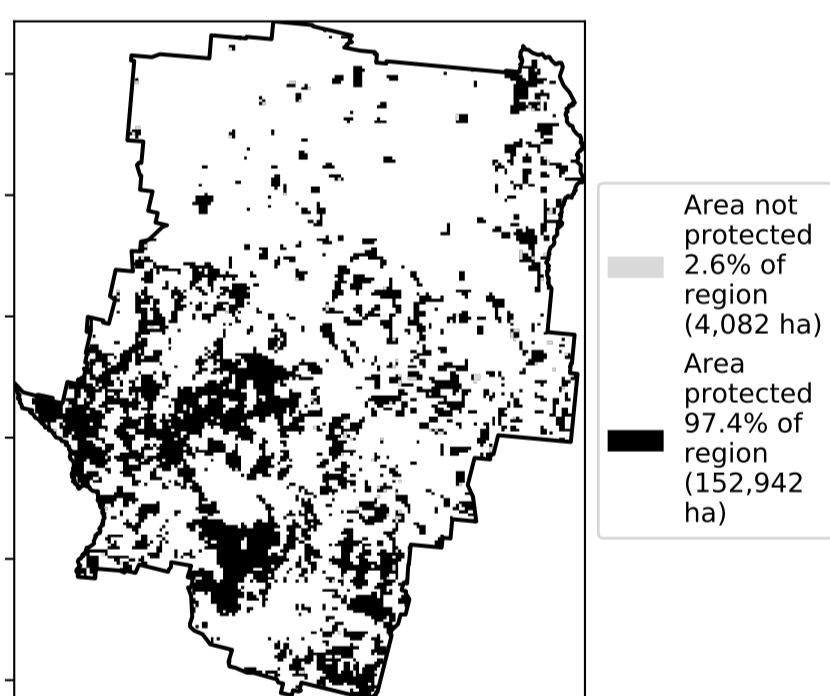 Area not
protected
2.6% of
region
(4,082 ha)
Area
protected
97.4% of
region
(152,942
ha)